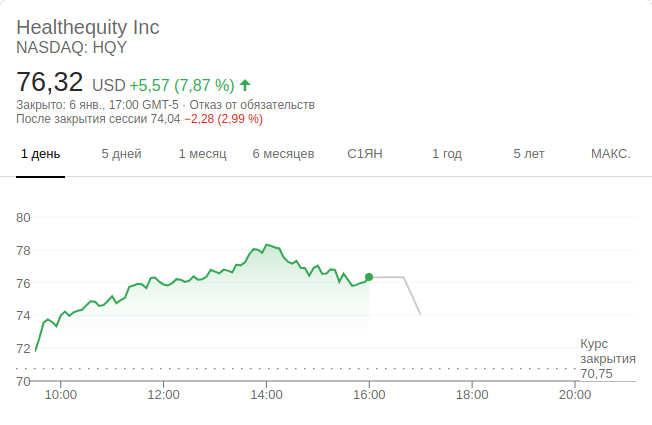 Healthequity Inc
NASDAQ: HQY
76,32 USD +5,57 (7,87 %)
Закрыто: 6 янв., 17:00 GMT-5 · Отказ от обязательств
После закрытия сессии 74,04 −2,28 (2,99 %)
1 день 5 дней 1 месяц 6 месяцев С1ЯН 1 год 5 лет МАКС.
80
78
76
74
72
Курс
закрытия
70,75
70
10:00 12:00 14:00 16:00 18:00 20:00